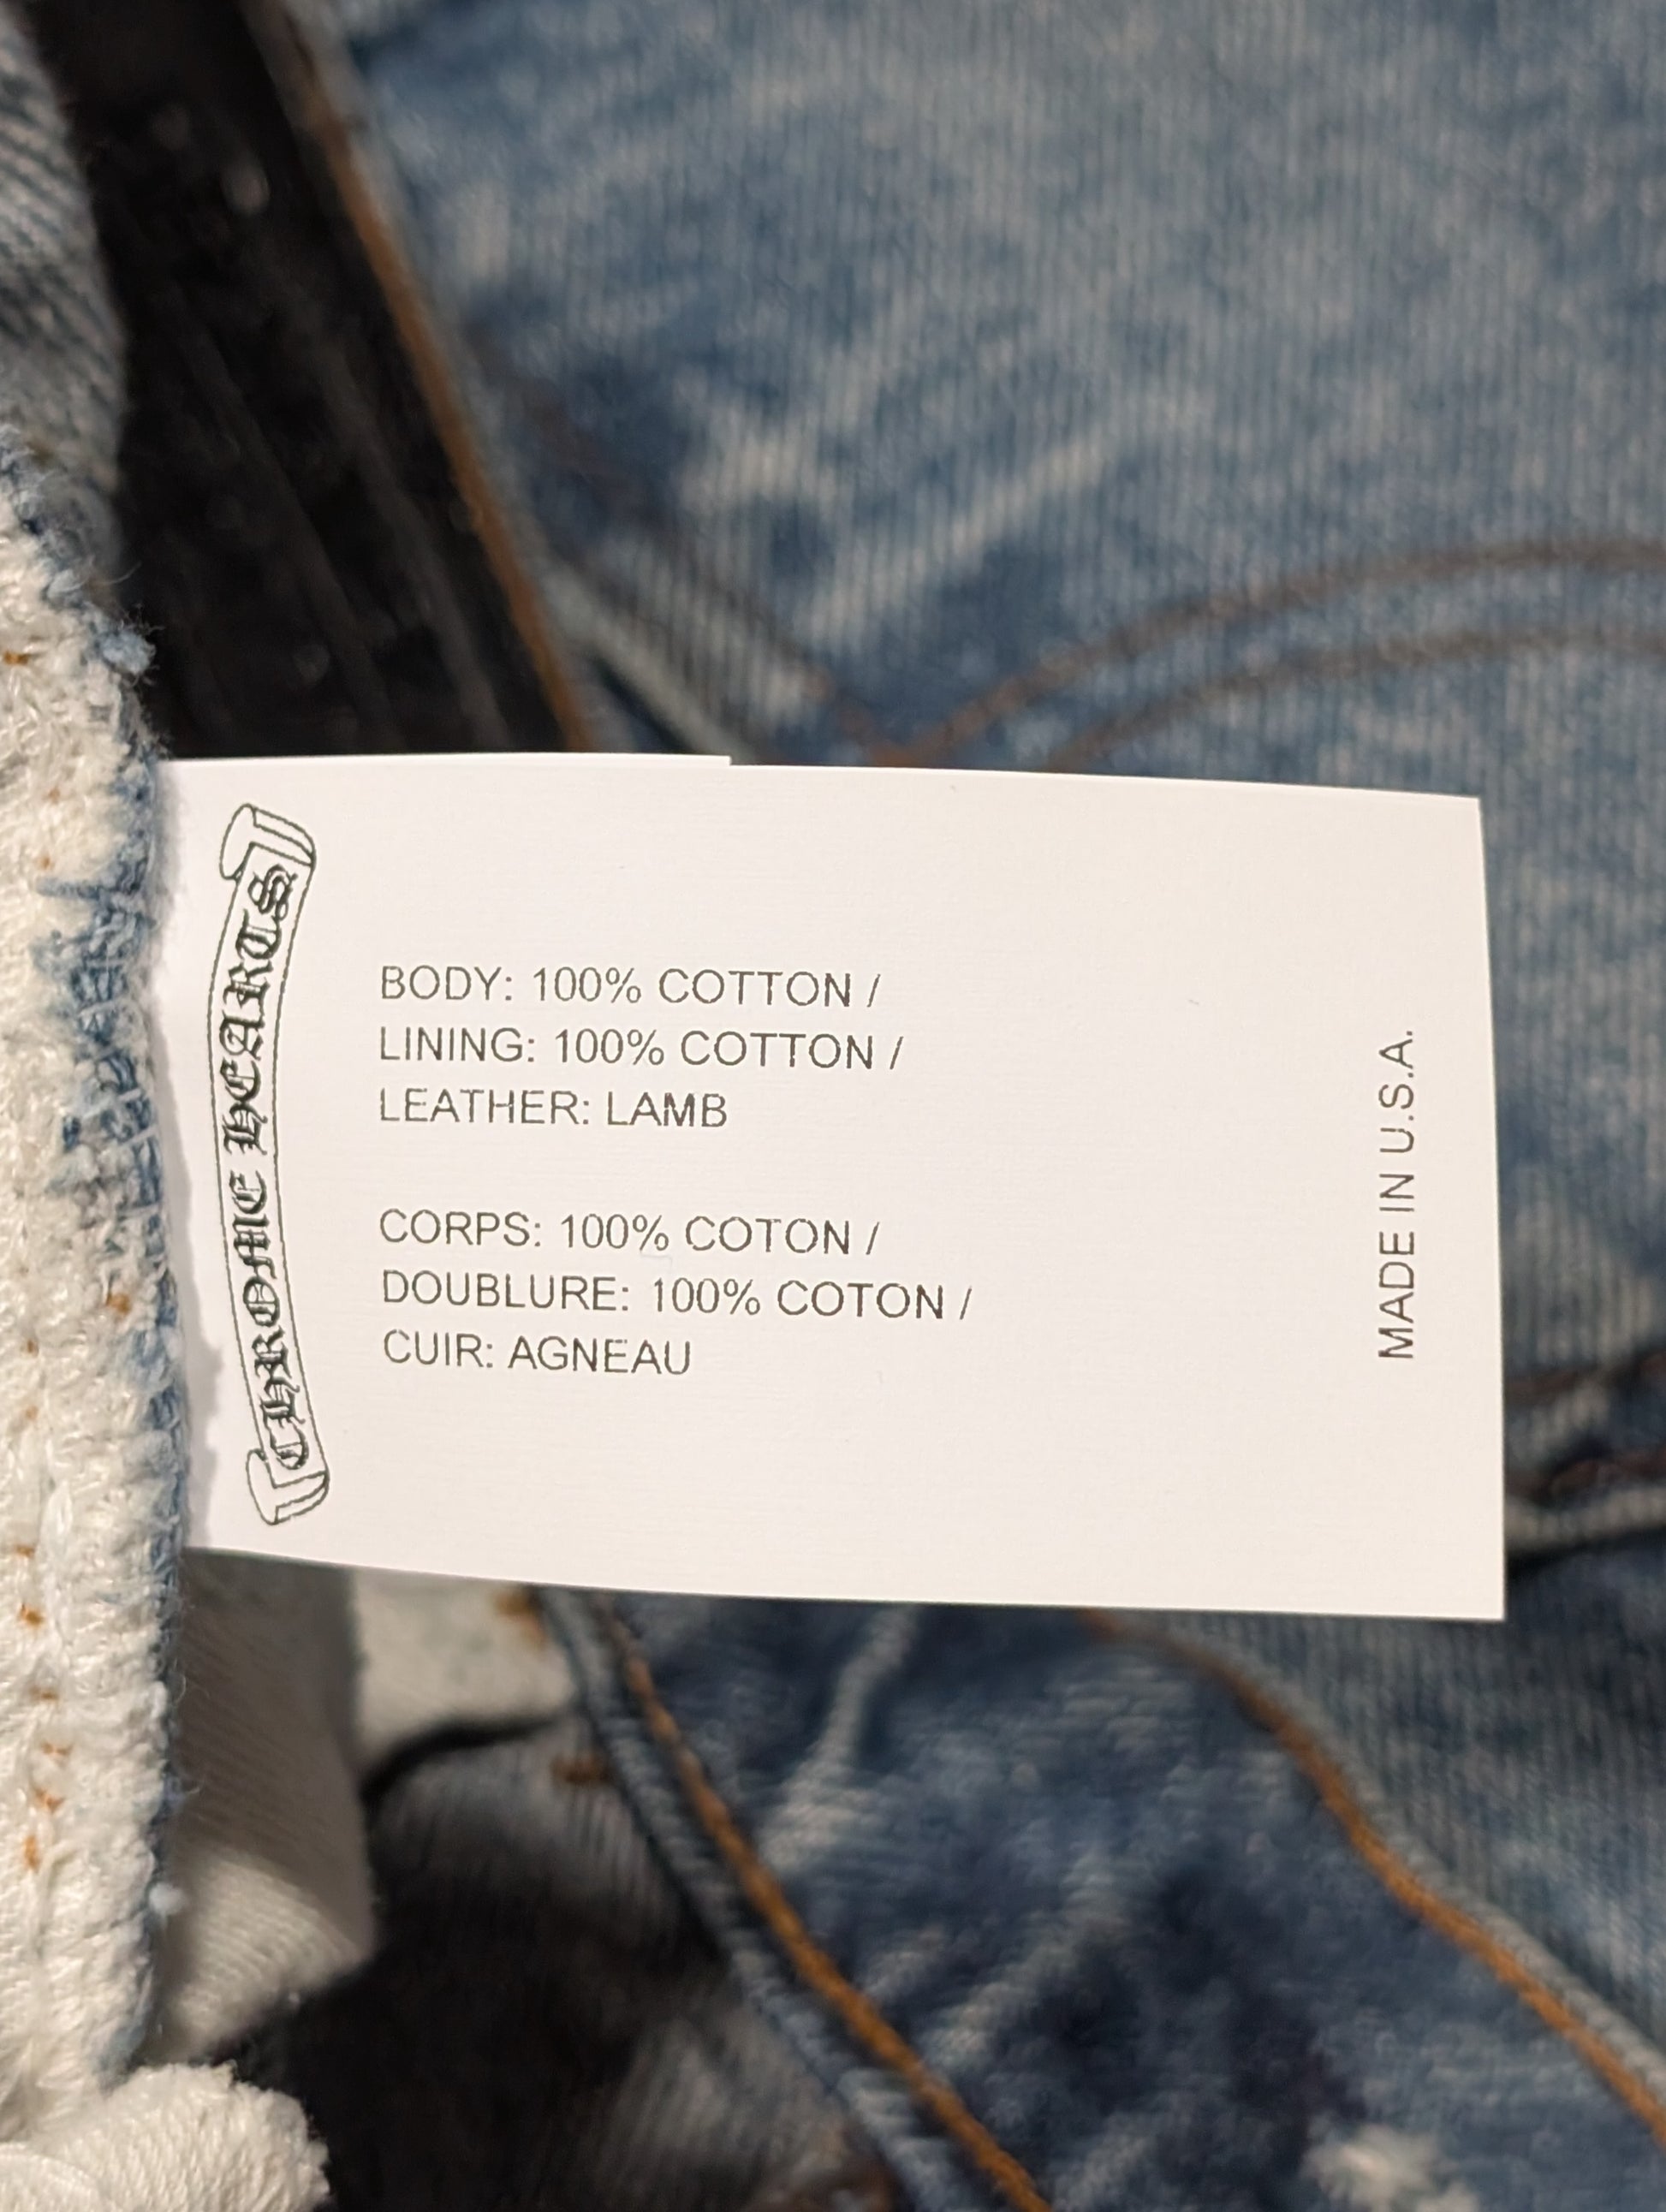 CHROME HEARTS
BODY: 100% COTTON /
LINING: 100% COTTON /
LEATHER: LAMB
CORPS: 100% COTON /
DOUBLURE: 100% COTON /
CUIR: AGNEAU
MADE IN U.S.A.